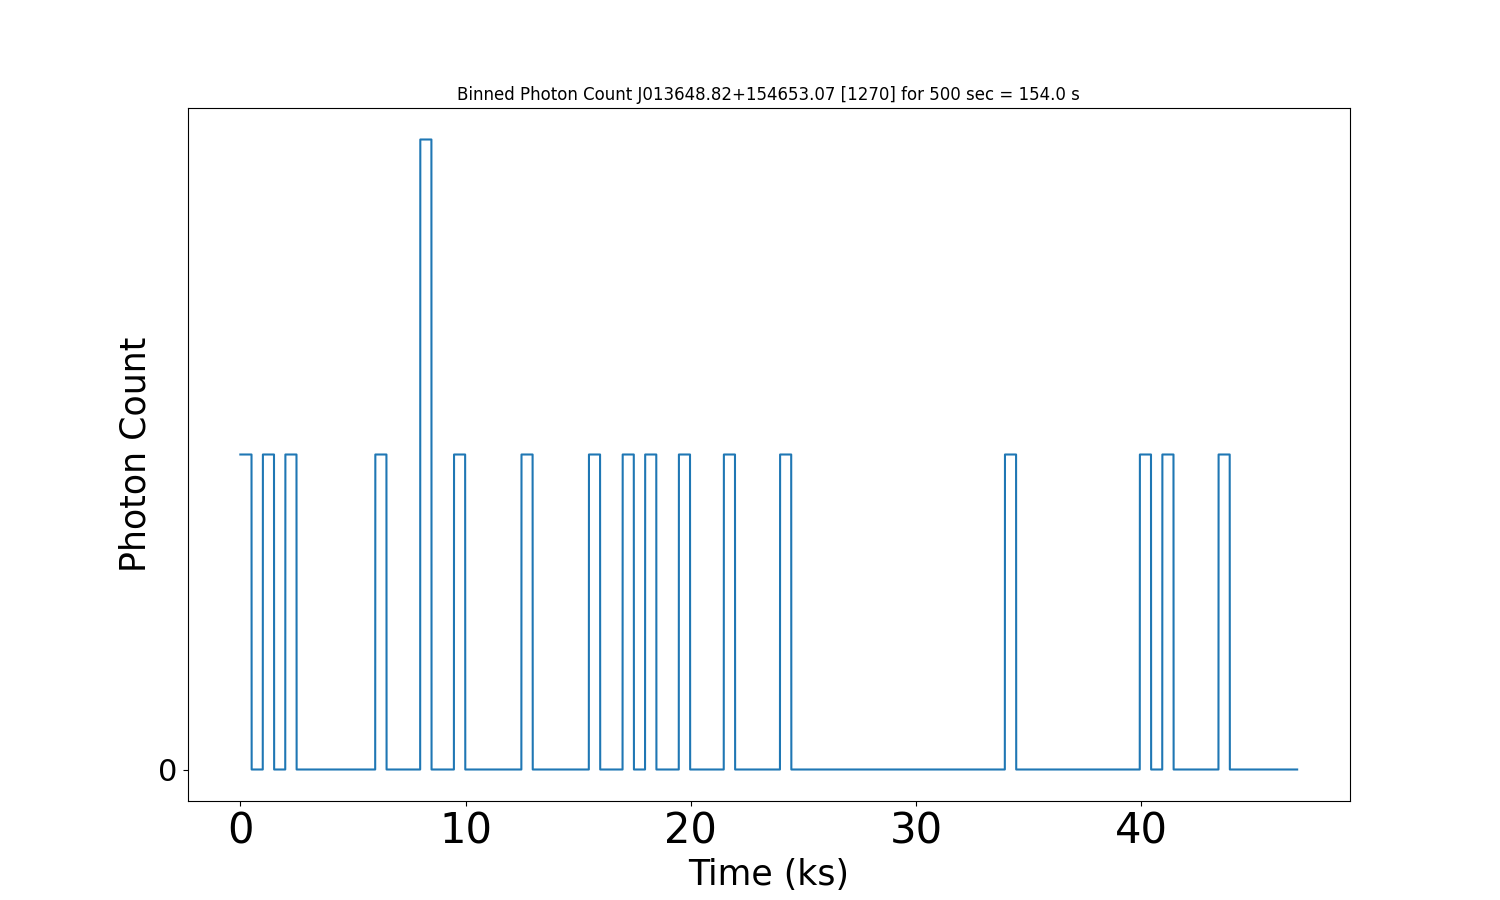 Binned Photon Count J013648.82+154653.07 [1270] for 500 sec = 154.0 s
Photon Count
0
0 10 20 30 40
Time (ks)